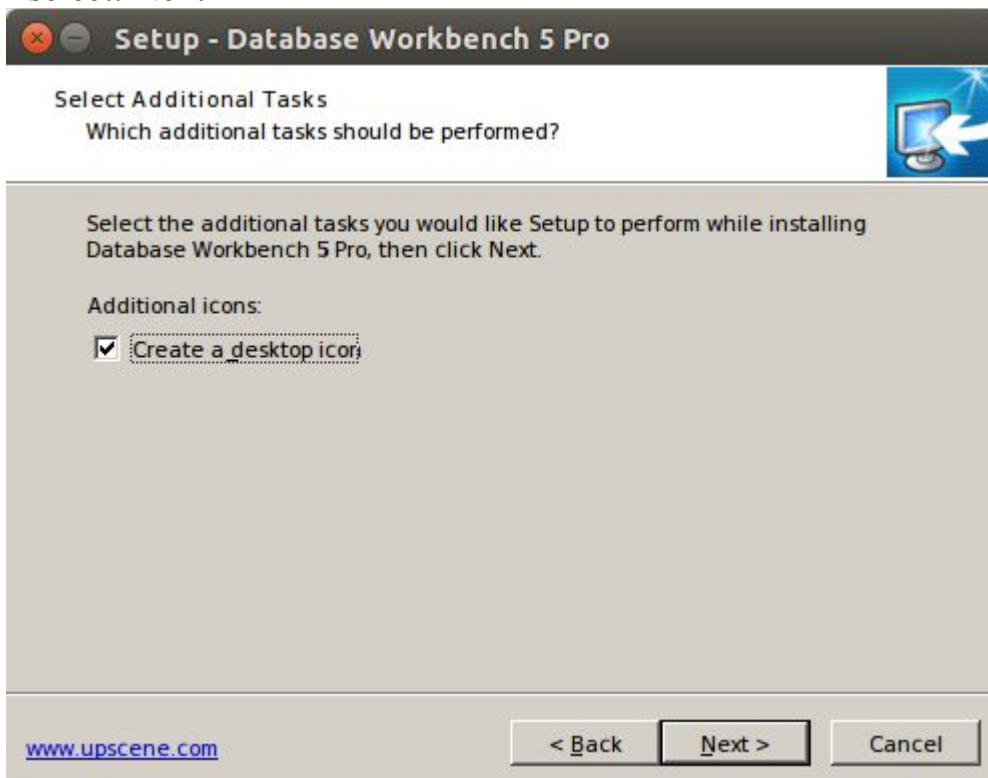 Setup - Database Workbench 5 Pro
Select Additional Tasks
Which additional tasks should be performed?
Select the additional tasks you would like Setup to perform while installing
Database Workbench 5 Pro, then click Next.
Additional icons:
Create a desktop icon
www.upscene.com
< Back
Next >
Cancel